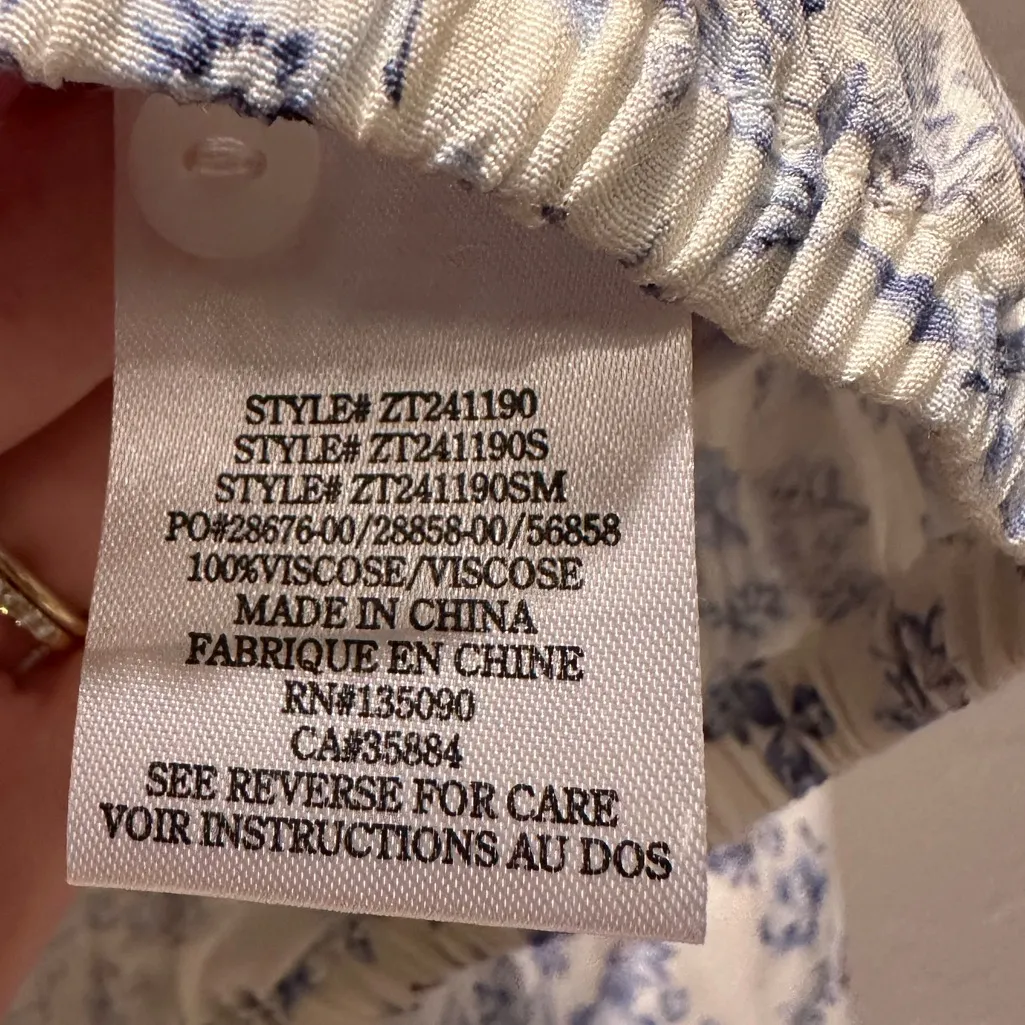 STYLE# ZT241190
STYLE# ZT241190S
STYLE# ZT241190SM
PO#28676-00/28858-00/56858
100%VISCOSE/VISCOSE
MADE IN CHINA
FABRIQUE EN CHINE
RN#135090
CA#35884
SEE REVERSE FOR CARE
VOIR INSTRUCTIONS AU DOS